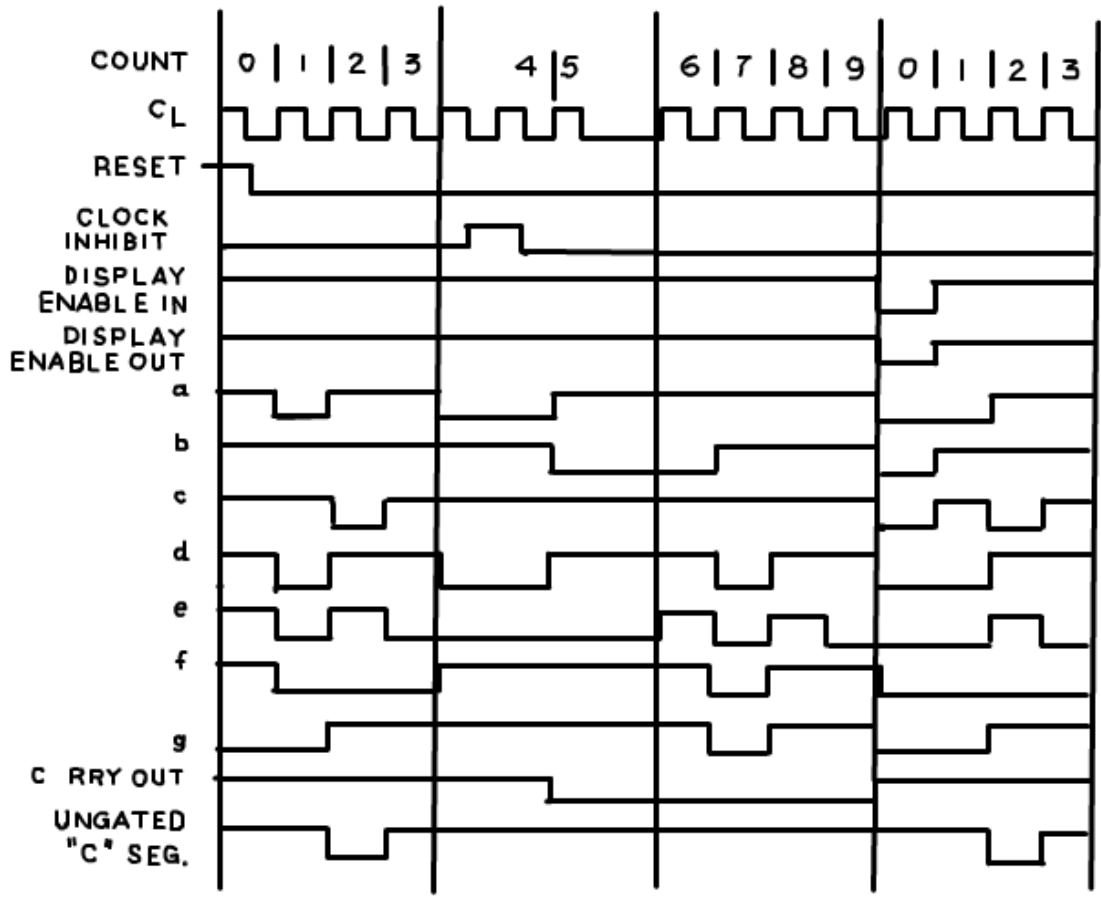 COUNT 0 | 1 | 2 | 3 4 | 5 6 | 7 | 8 | 9 0 | 1 | 2 | 3
CL
RESET
CLOCK
INHIBIT
DISPLAY
ENABLE IN
DISPLAY
ENABLE OUT
a
b
c
d
e
f
g
C RRY OUT
UNGATED
"C" SEG.